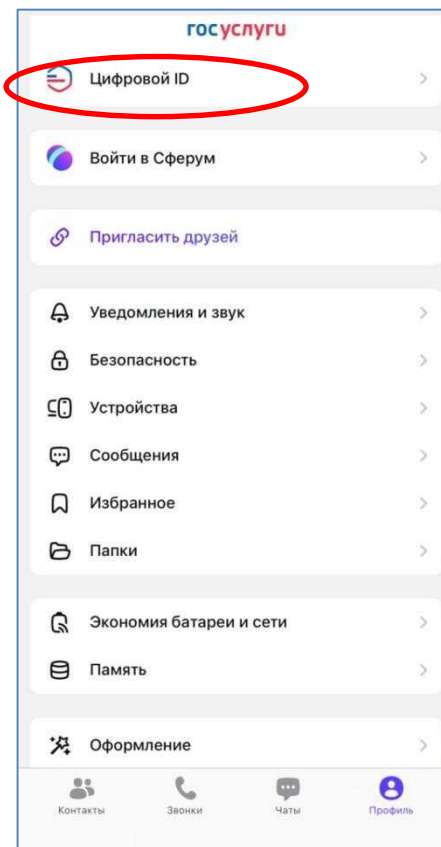 госуслуги
Цифровой ID
Войти в Сферум
Пригласить друзей
Уведомления и звук
Безопасность
Устройства
Сообщения
Избранное
Папки
Экономия батареи и сети
Память
Оформление
Контакты Звонки Чаты Профиль